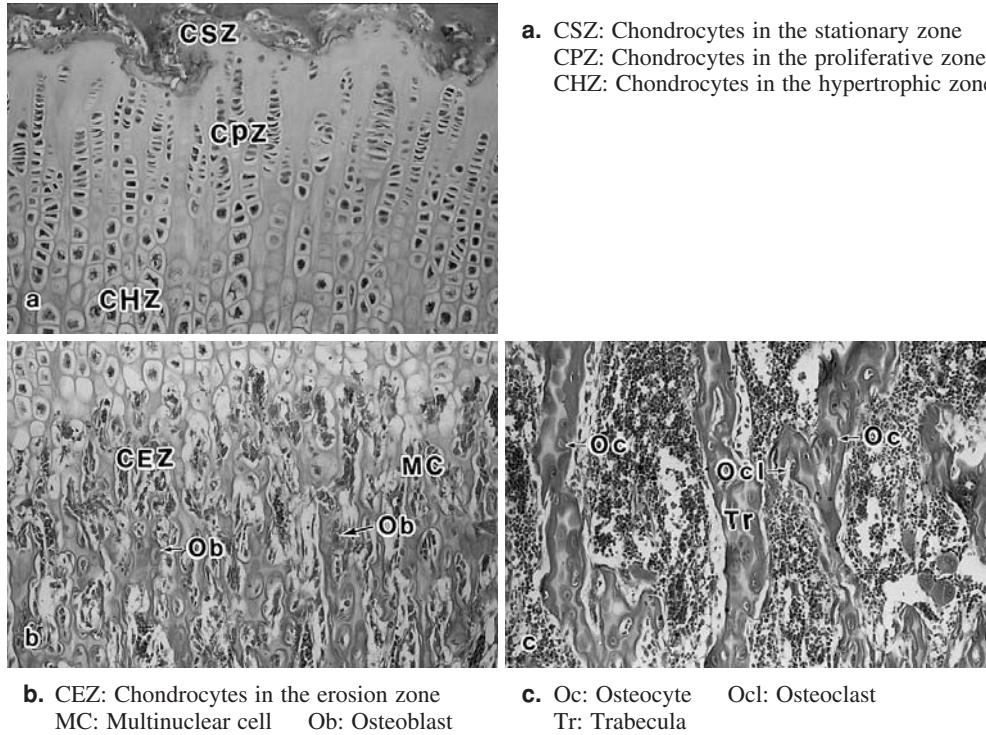 CSZ
CPZ
CHZ
a
a. CSZ: Chondrocytes in the stationary zone
CPZ: Chondrocytes in the proliferative zone
CHZ: Chondrocytes in the hypertrophic zone
CEZ
MC
Ob
Ob
b
Oc
Oc
Ocl
Tr
c
b. CEZ: Chondrocytes in the erosion zone
MC: Multinuclear cell Ob: Osteoblast
c. Oc: Osteocyte Ocl: Osteoclast
Tr: Trabecula